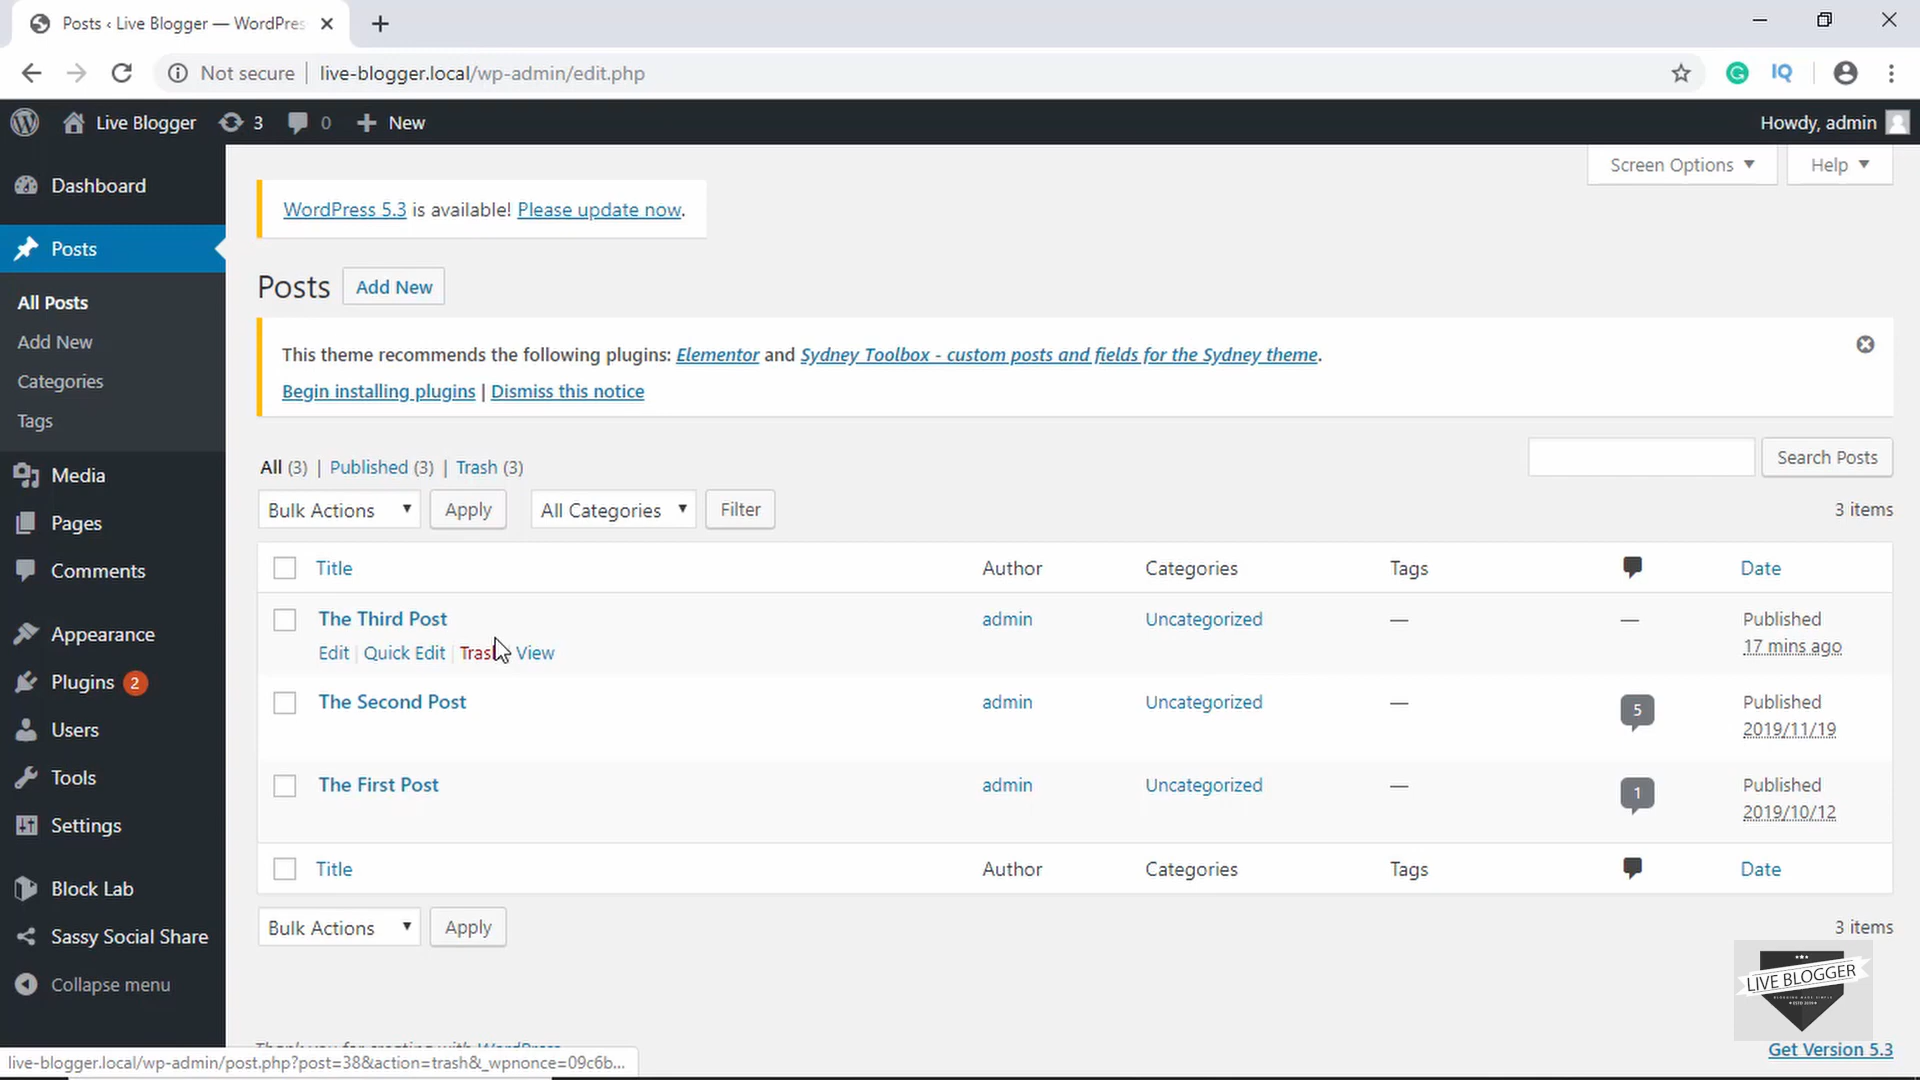 Posts ‹ Live Blogger — WordPres
Not secure
live-blogger.local/wp-admin/edit.php
IQ
Live Blogger
3
0
New
Howdy, admin
Screen Options
Help
Dashboard
Posts
All Posts
Add New
Categories
Tags
Media
Pages
Comments
Appearance
Plugins 2
Users
Tools
Settings
Block Lab
Sassy Social Share
Collapse menu
WordPress 5.3 is available! Please update now.
Posts
Add New
This theme recommends the following plugins: Elementor and Sydney Toolbox - custom posts and fields for the Sydney theme.
Begin installing plugins | Dismiss this notice
All (3) | Published (3) | Trash (3)
Search Posts
Bulk Actions
Apply
All Categories
Filter
3 items
Title Author Categories Tags Date
The Third Post admin Uncategorized — — Published
17 mins ago
Edit | Quick Edit | Trash View
The Second Post admin Uncategorized — 5 Published
2019/11/19
The First Post admin Uncategorized — 1 Published
2019/10/12
Title Author Categories Tags Date
Bulk Actions
Apply
3 items
LIVE BLOGGER
Get Version 5.3
live-blogger.local/wp-admin/post.php?post=38&action=trash&_wpnonce=09c6b...